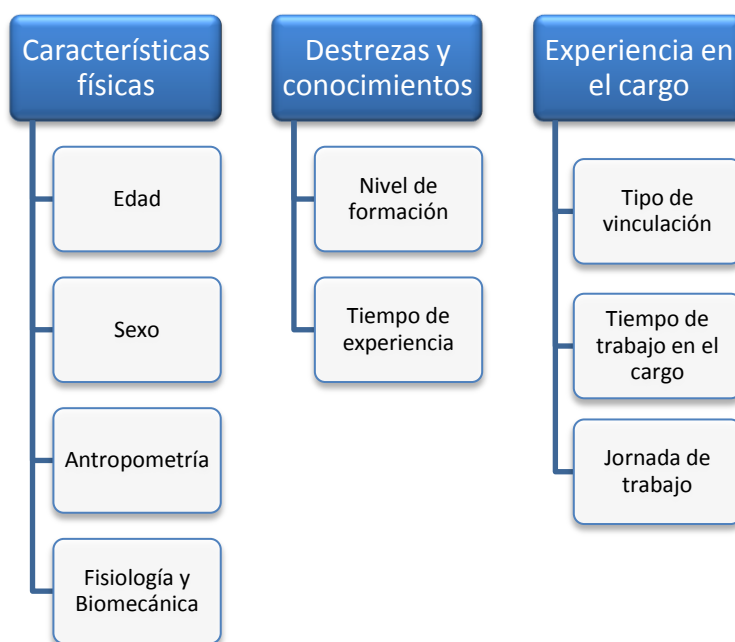 Características
físicas
Edad
Sexo
Antropometría
Fisiología y
Biomecánica
Destrezas y
conocimientos
Nivel de
formación
Tiempo de
experiencia
Experiencia en
el cargo
Tipo de
vinculación
Tiempo de
trabajo en el
cargo
Jornada de
trabajo